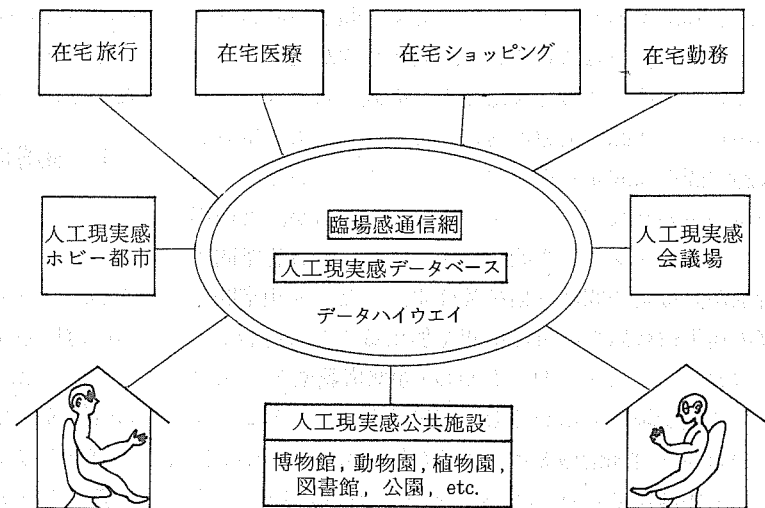 在宅旅行
在宅医療
在宅ショッピング
在宅勤務
人工現実感
ホビー都市
臨場感通信網
人工現実感データベース
データハイウエイ
人工現実感
会議場
人工現実感公共施設
博物館，動物園，植物園，
図書館，公園，etc.